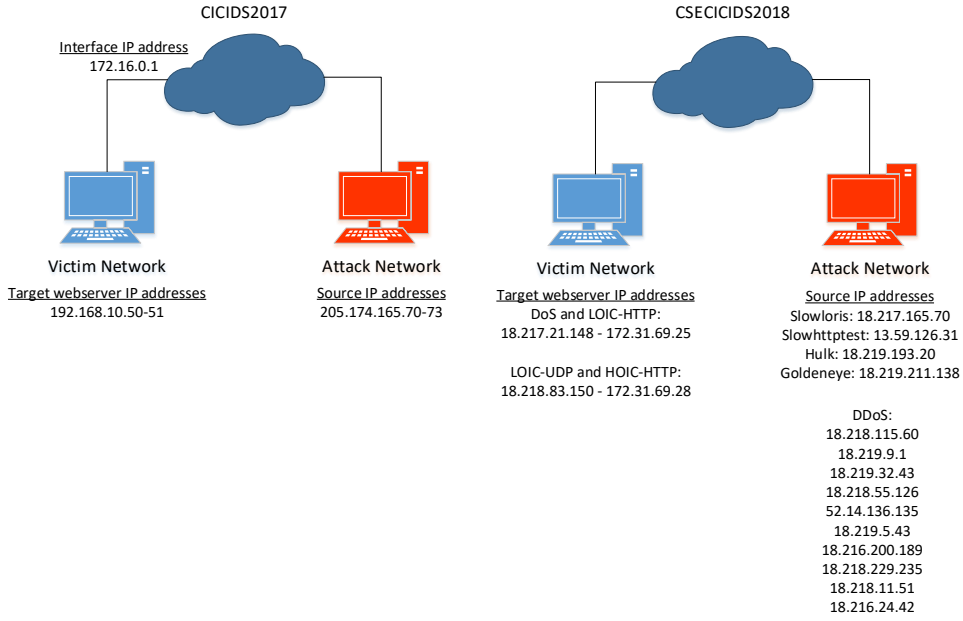 CICIDS2017
Interface IP address
172.16.0.1
Victim Network
Target webserver IP addresses
192.168.10.50-51
Attack Network
Source IP addresses
205.174.165.70-73
CSECICIDS2018
Victim Network
Target webserver IP addresses
DoS and LOIC-HTTP:
18.217.21.148 - 172.31.69.25
LOIC-UDP and HOIC-HTTP:
18.218.83.150 - 172.31.69.28
Attack Network
Source IP addresses
Slowloris: 18.217.165.70
Slowhttptest: 13.59.126.31
Hulk: 18.219.193.20
Goldeneye: 18.219.211.138
DDoS:
18.218.115.60
18.219.9.1
18.219.32.43
18.218.55.126
52.14.136.135
18.219.5.43
18.216.200.189
18.218.229.235
18.218.11.51
18.216.24.42